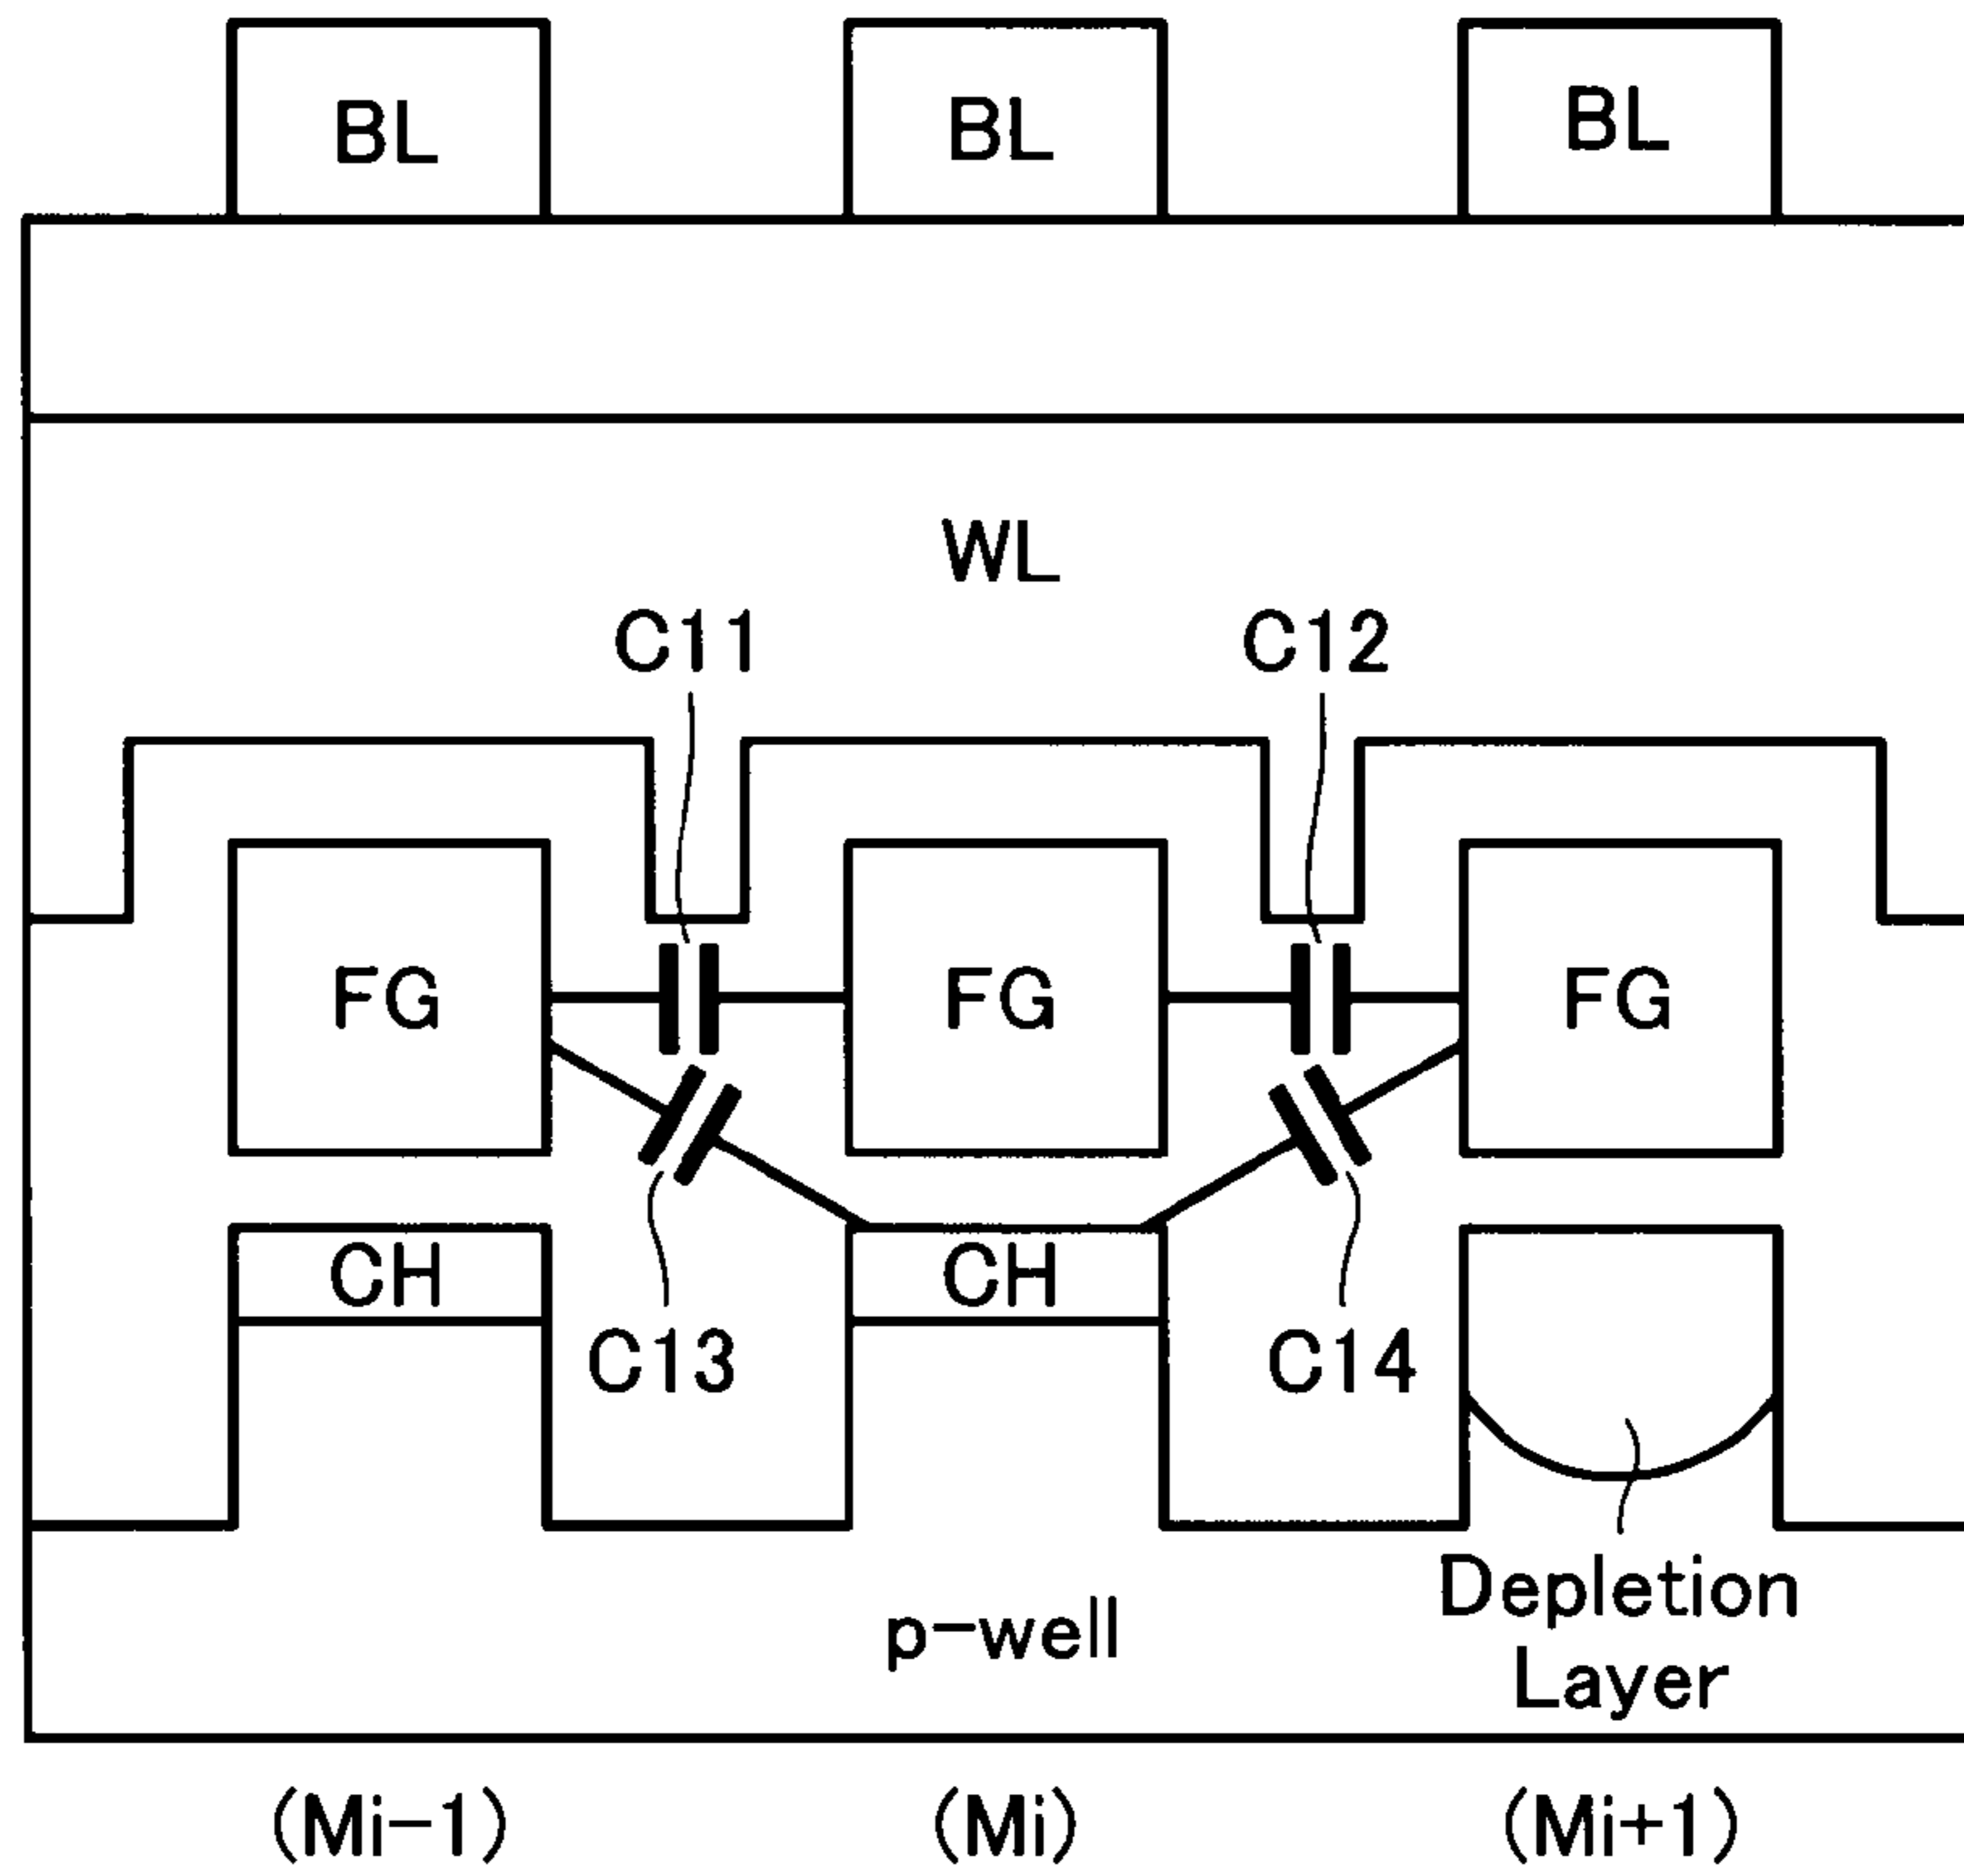 BL BL BL
WL
C11 C12
FG FG FG
CH CH
C13 C14
Depletion
Layer
p-well
(Mi-1) (Mi) (Mi+1)